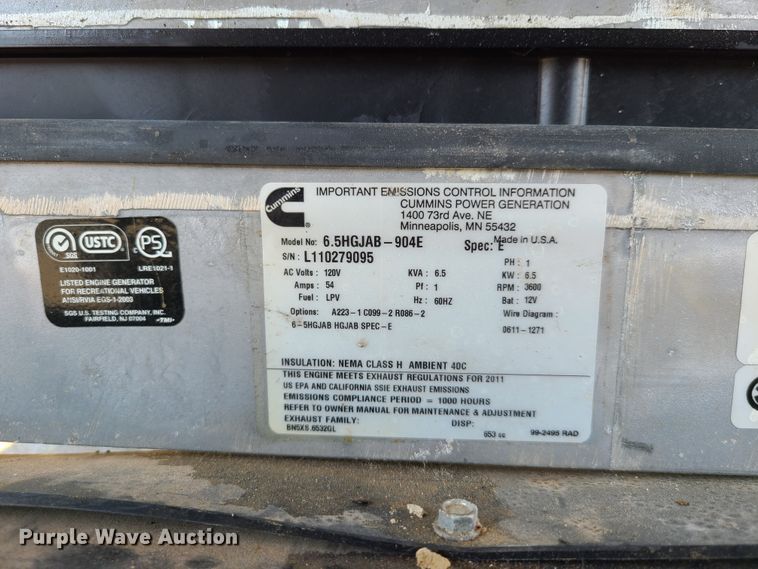 USTC
PS
E1020-1001 LRE1021-1
LISTED ENGINE GENERATOR
FOR RECREATIONAL VEHICLES
ANSI/RVIA EGS-1-2003
SGS U.S. TESTING COMPANY, INC.
FAIRFIELD, NJ 07004 -TMI-
Cummins
IMPORTANT EMISSIONS CONTROL INFORMATION
CUMMINS POWER GENERATION
1400 73rd Ave. NE
Minneapolis, MN 55432
Made in U.S.A.
Model No: 6.5HGJAB-904E Spec: E
S/N: L110279095
AC Volts: 120V KVA: 6.5 PH: 1
Amps: 54 Pf: 1 KW: 6.5
Fuel: LPV Hz: 60HZ RPM: 3600
Bat: 12V
Options: A223-1 C099-2 R086-2 Wire Diagram:
6-5HGJAB HGJAB SPEC-E 0611-1271
INSULATION: NEMA CLASS H AMBIENT 40C
THIS ENGINE MEETS EXHAUST REGULATIONS FOR 2011
US EPA AND CALIFORNIA SSIE EXHAUST EMISSIONS
EMISSIONS COMPLIANCE PERIOD = 1000 HOURS
REFER TO OWNER MANUAL FOR MAINTENANCE & ADJUSTMENT
EXHAUST FAMILY: DISP:
BN5XS.6532GL 653 cc 99-2495 RAD
Purple Wave Auction